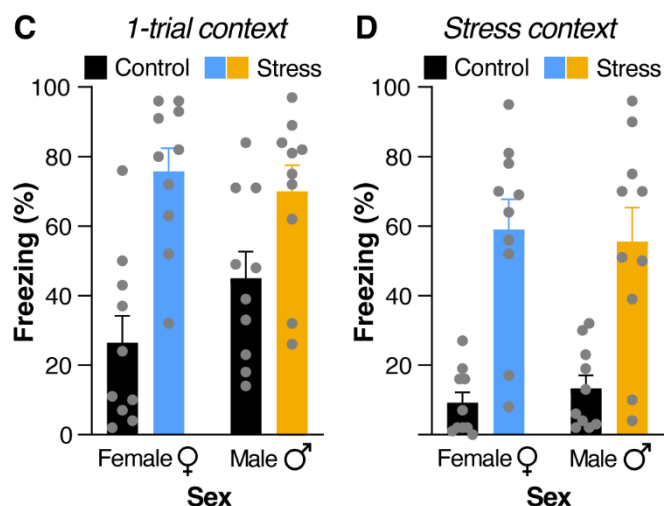 C 1-trial context
Control Stress
100
80
60
40
20
0
Freezing (%)
Female ♀ Male ♂
Sex
D Stress context
Control Stress
100
80
60
40
20
0
Freezing (%)
Female ♀ Male ♂
Sex